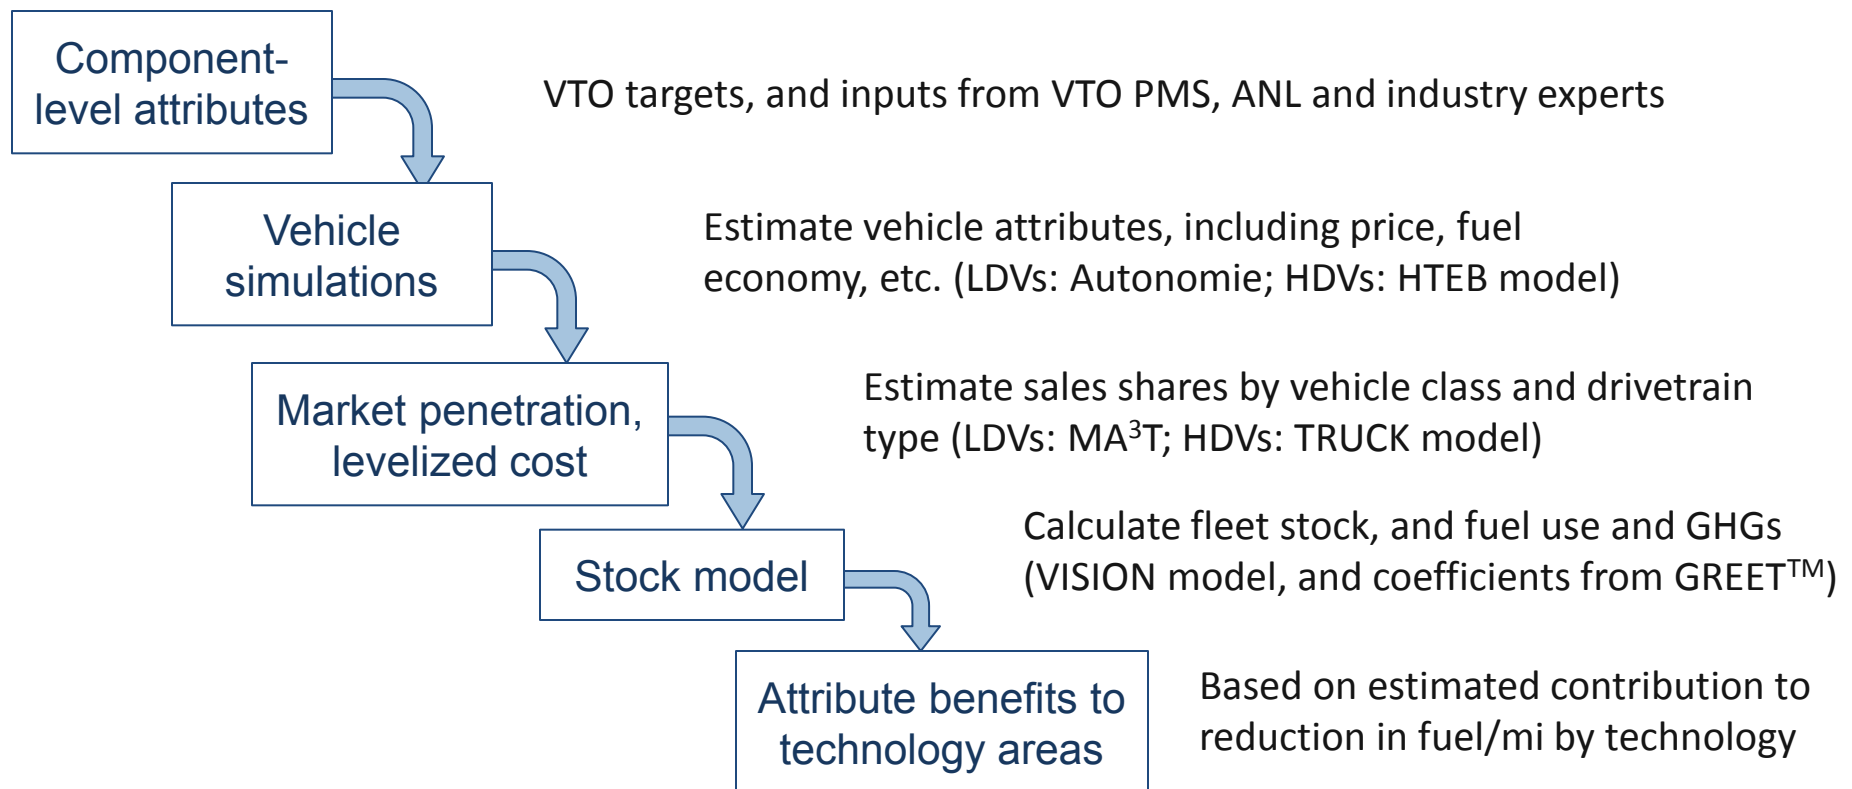 Component-
level attributes
VTO targets, and inputs from VTO PMS, ANL and industry experts
Vehicle
simulations
Estimate vehicle attributes, including price, fuel
economy, etc. (LDVs: Autonomie; HDVs: HTEB model)
Market penetration,
levelized cost
Estimate sales shares by vehicle class and drivetrain
type (LDVs: MA³T; HDVs: TRUCK model)
Stock model
Calculate fleet stock, and fuel use and GHGs
(VISION model, and coefficients from GREET™)
Attribute benefits to
technology areas
Based on estimated contribution to
reduction in fuel/mi by technology